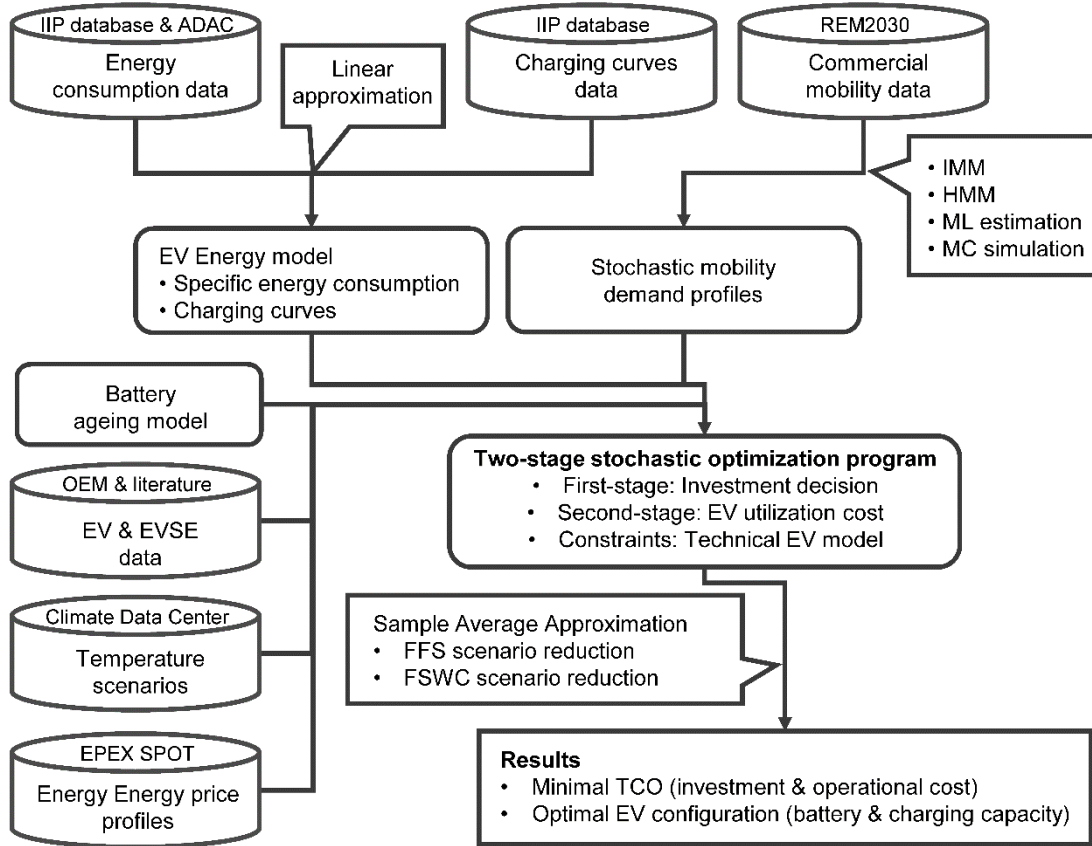 IIP database & ADAC
Energy
consumption data
Linear
approximation
IIP database
Charging curves
data
REM2030
Commercial
mobility data
• IMM
• HMM
• ML estimation
• MC simulation
EV Energy model
• Specific energy consumption
• Charging curves
Stochastic mobility
demand profiles
Battery
ageing model
Two-stage stochastic optimization program
• First-stage: Investment decision
• Second-stage: EV utilization cost
• Constraints: Technical EV model
OEM & literature
EV & EVSE
data
Climate Data Center
Temperature
scenarios
Sample Average Approximation
• FFS scenario reduction
• FSWC scenario reduction
EPEX SPOT
Energy Energy price
profiles
Results
• Minimal TCO (investment & operational cost)
• Optimal EV configuration (battery & charging capacity)